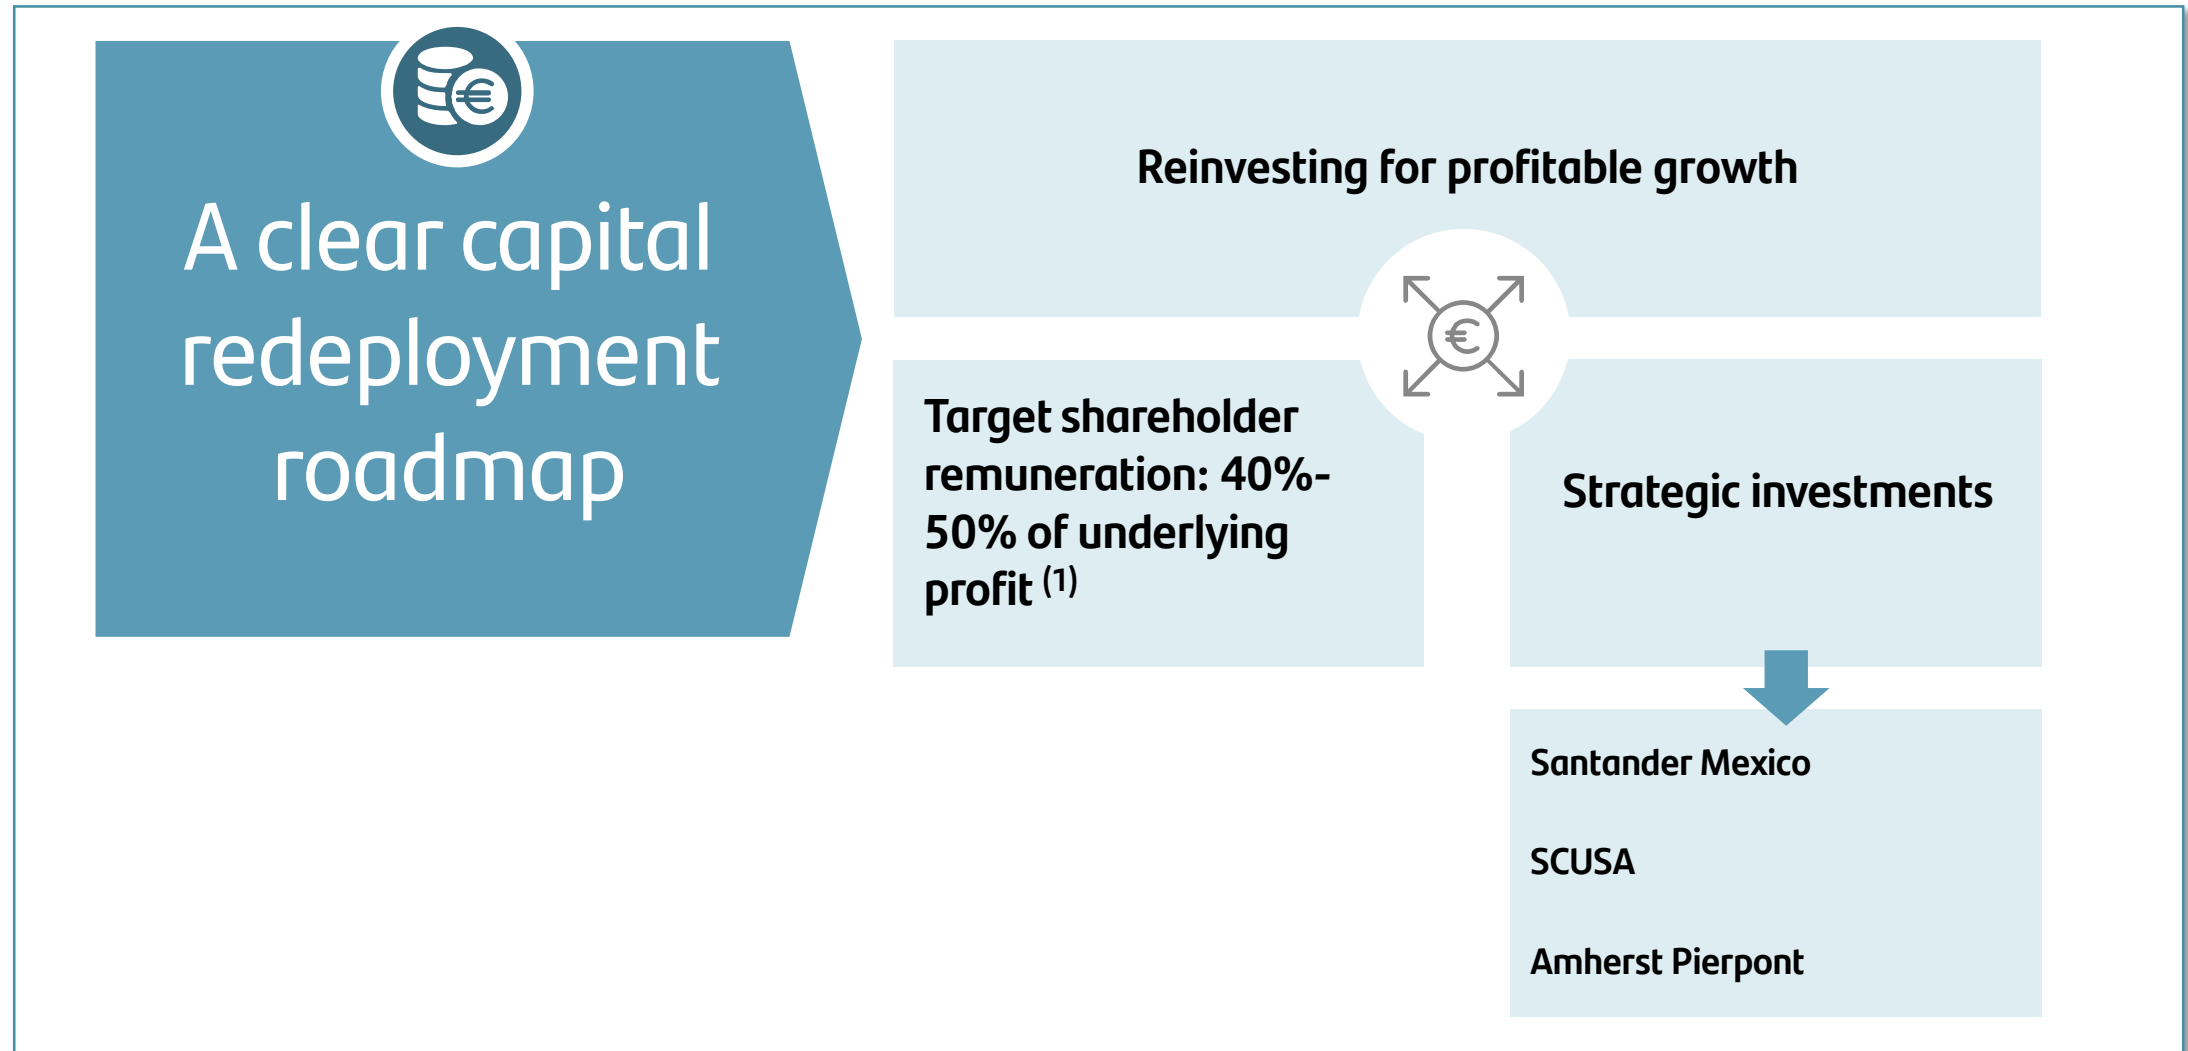 A clear capital
redeployment
roadmap
Reinvesting for profitable growth
Target shareholder
remuneration: 40%-
50% of underlying
profit (1)
Strategic investments
Santander Mexico
SCUSA
Amherst Pierpont